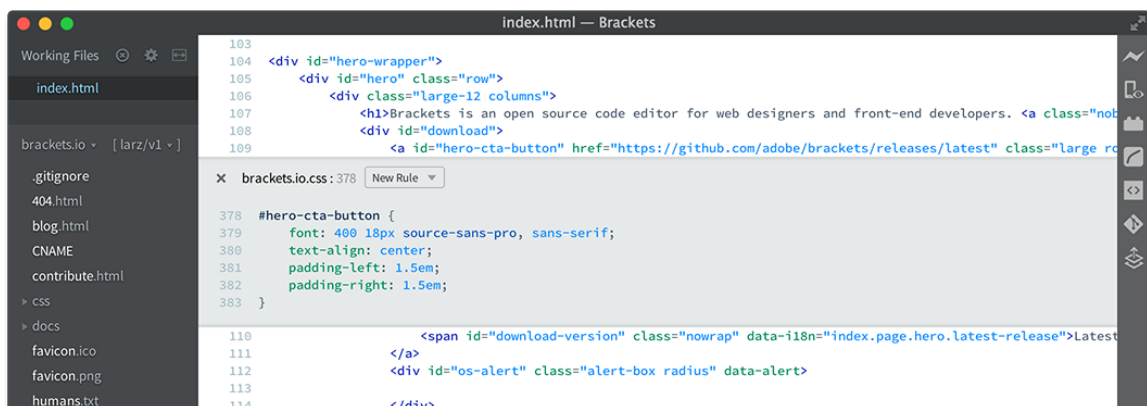 index.html — Brackets
Working Files
index.html
brackets.io [ larz/v1 ]
.gitignore
404.html
blog.html
CNAME
contribute.html
css
docs
favicon.ico
favicon.png
humans.txt
103
104 <div id="hero-wrapper">
105 <div id="hero" class="row">
106 <div class="large-12 columns">
107 <h1>Brackets is an open source code editor for web designers and front-end developers. <a class="nob
108 <div id="download">
109 <a id="hero-cta-button" href="https://github.com/adobe/brackets/releases/latest" class="large ro
× brackets.io.css : 378 New Rule
378 #hero-cta-button {
379 font: 400 18px source-sans-pro, sans-serif;
380 text-align: center;
381 padding-left: 1.5em;
382 padding-right: 1.5em;
383 }
110 <span id="download-version" class="nowrap" data-i18n="index.page.hero.latest-release">Latest
111 </a>
112 <div id="os-alert" class="alert-box radius" data-alert>
113
114 </div>